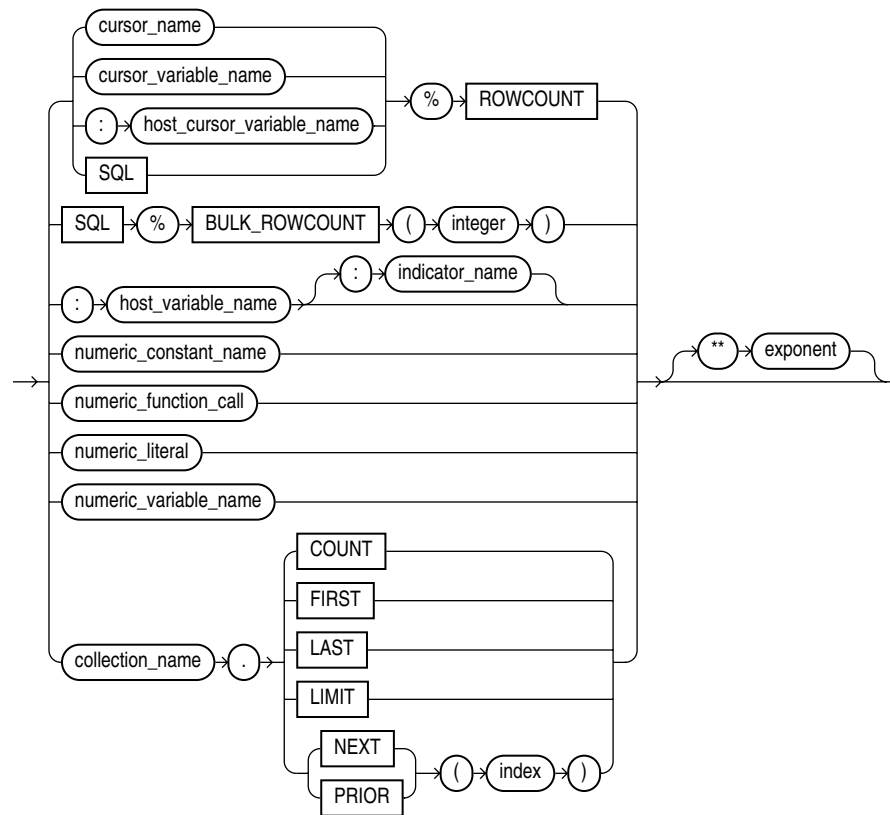 cursor_name
cursor_variable_name
: host_cursor_variable_name
SQL
% ROWCOUNT
SQL % BULK_ROWCOUNT ( integer )
: host_variable_name : indicator_name
numeric_constant_name
numeric_function_call
numeric_literal
numeric_variable_name
** exponent
collection_name .
COUNT
FIRST
LAST
LIMIT
NEXT
PRIOR
( index )